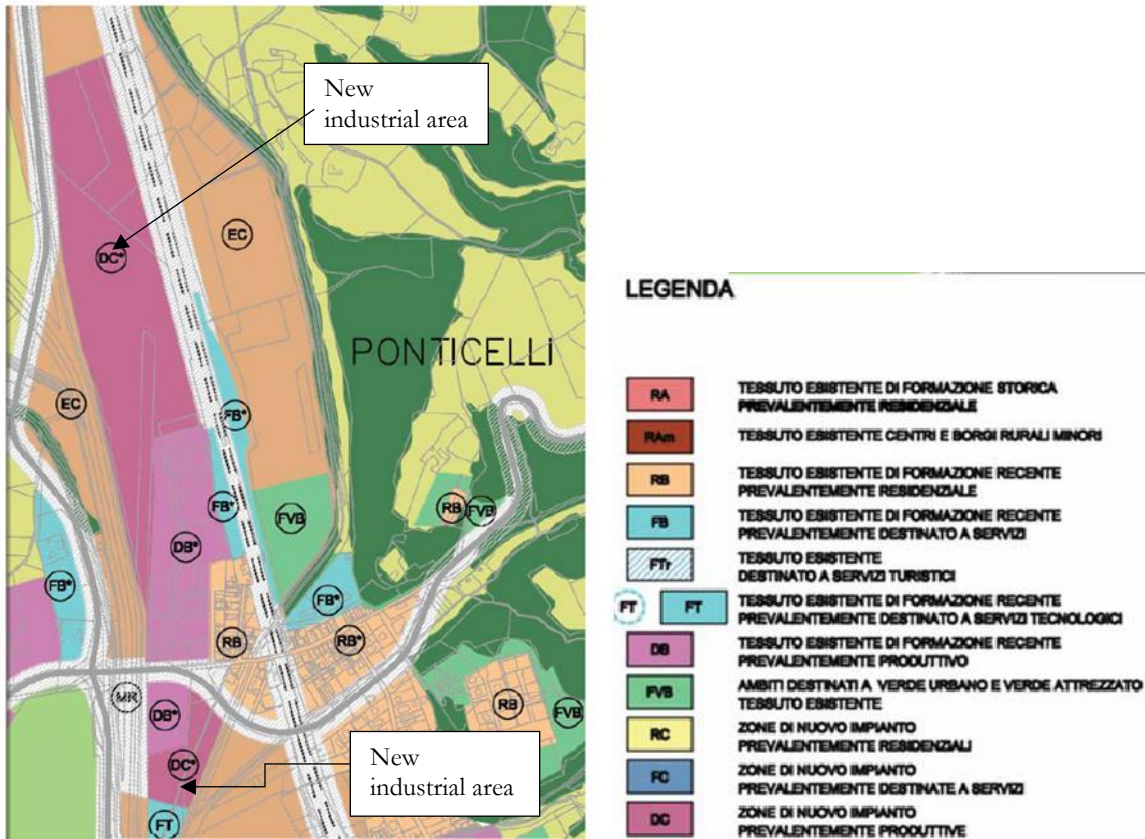 New
industrial area
DC*
EC
PONTICELLI
EC
FB*
FB*
FVB
RB
FVB
DB*
FB*
FB*
RB
RB*
MR
DB*
RB
FVB
DC*
New
industrial area
FT
LEGENDA
RA
TESSUTO ESISTENTE DI FORMAZIONE STORICA
PREVALENTEMENTE RESIDENZIALE
RAm
TESSUTO ESISTENTE CENTRI E BORGI RURALI MINORI
RB
TESSUTO ESISTENTE DI FORMAZIONE RECENTE
PREVALENTEMENTE RESIDENZIALE
FB
TESSUTO ESISTENTE DI FORMAZIONE RECENTE
PREVALENTEMENTE DESTINATO A SERVIZI
FTr
TESSUTO ESISTENTE
DESTINATO A SERVIZI TURISTICI
FT
FT
TESSUTO ESISTENTE DI FORMAZIONE RECENTE
PREVALENTEMENTE DESTINATO A SERVIZI TECNOLOGICI
DB
TESSUTO ESISTENTE DI FORMAZIONE RECENTE
PREVALENTEMENTE PRODUTTIVO
FVB
AMBITI DESTINATI A VERDE URBANO E VERDE ATTREZZATO
TESSUTO ESISTENTE
RC
ZONE DI NUOVO IMPIANTO
PREVALENTEMENTE RESIDENZIALI
FC
ZONE DI NUOVO IMPIANTO
PREVALENTEMENTE DESTINATE A SERVIZI
DC
ZONE DI NUOVO IMPIANTO
PREVALENTEMENTE PRODUTTIVE